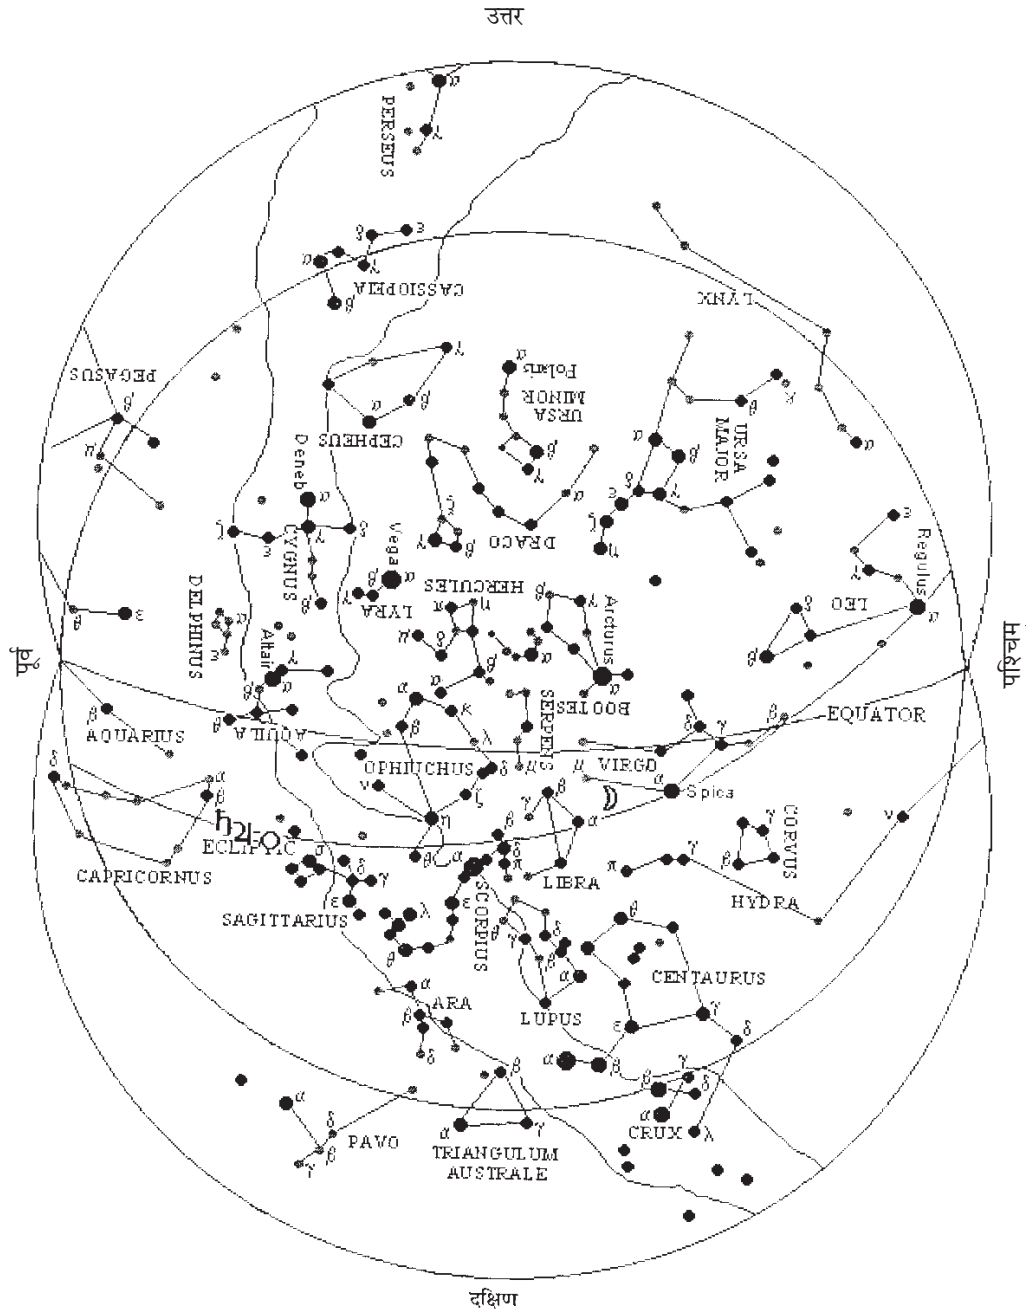 उत्तर
PERSEUS
α
γ
CASSIOPEIA
α
β
γ
δ
ε
LYNX
α
PEGASUS
β
μ
CEPHEUS
α
β
γ
Polaris
α
URSA
MINOR
β
γ
URSA
MAJOR
α
β
γ
δ
ε
ζ
η
θ
Deneb
CYGNUS
α
β
γ
δ
ε
ζ
Vega
LYRA
α
β
γ
DRACO
α
β
γ
ξ
HERCULES
π
η
μ
δ
β
α
Regulus
LEO
α
γ
ε
δ
β
DELPHINUS
α
ε
θ
ε
Altair
AQUILA
α
γ
β
θ
Arcturus
BOOTES
α
β
γ
α
पूर्व
पश्चिम
AQUARIUS
β
OPHIUCHUS
α
β
κ
λ
δ
ζ
ν
η
θ
SERPENS
μ
VIRGO
α
Spica
γ
δ
β
μ
EQUATOR
CAPRICORNUS
δ
α
β
ECLIPTIC
LIBRA
α
β
γ
CORVUS
γ
β
HYDRA
ν
γ
π
SAGITTARIUS
σ
δ
γ
ε
SCORPIUS
α
β
δ
π
ε
λ
θ
θ
LUPUS
γ
δ
β
α
CENTAURUS
θ
ε
γ
δ
α
β
λ
ARA
α
β
δ
CRUX
α
β
γ
δ
PAVO
α
δ
β
γ
TRIANGULUM
AUSTRALE
α
β
γ
दक्षिण